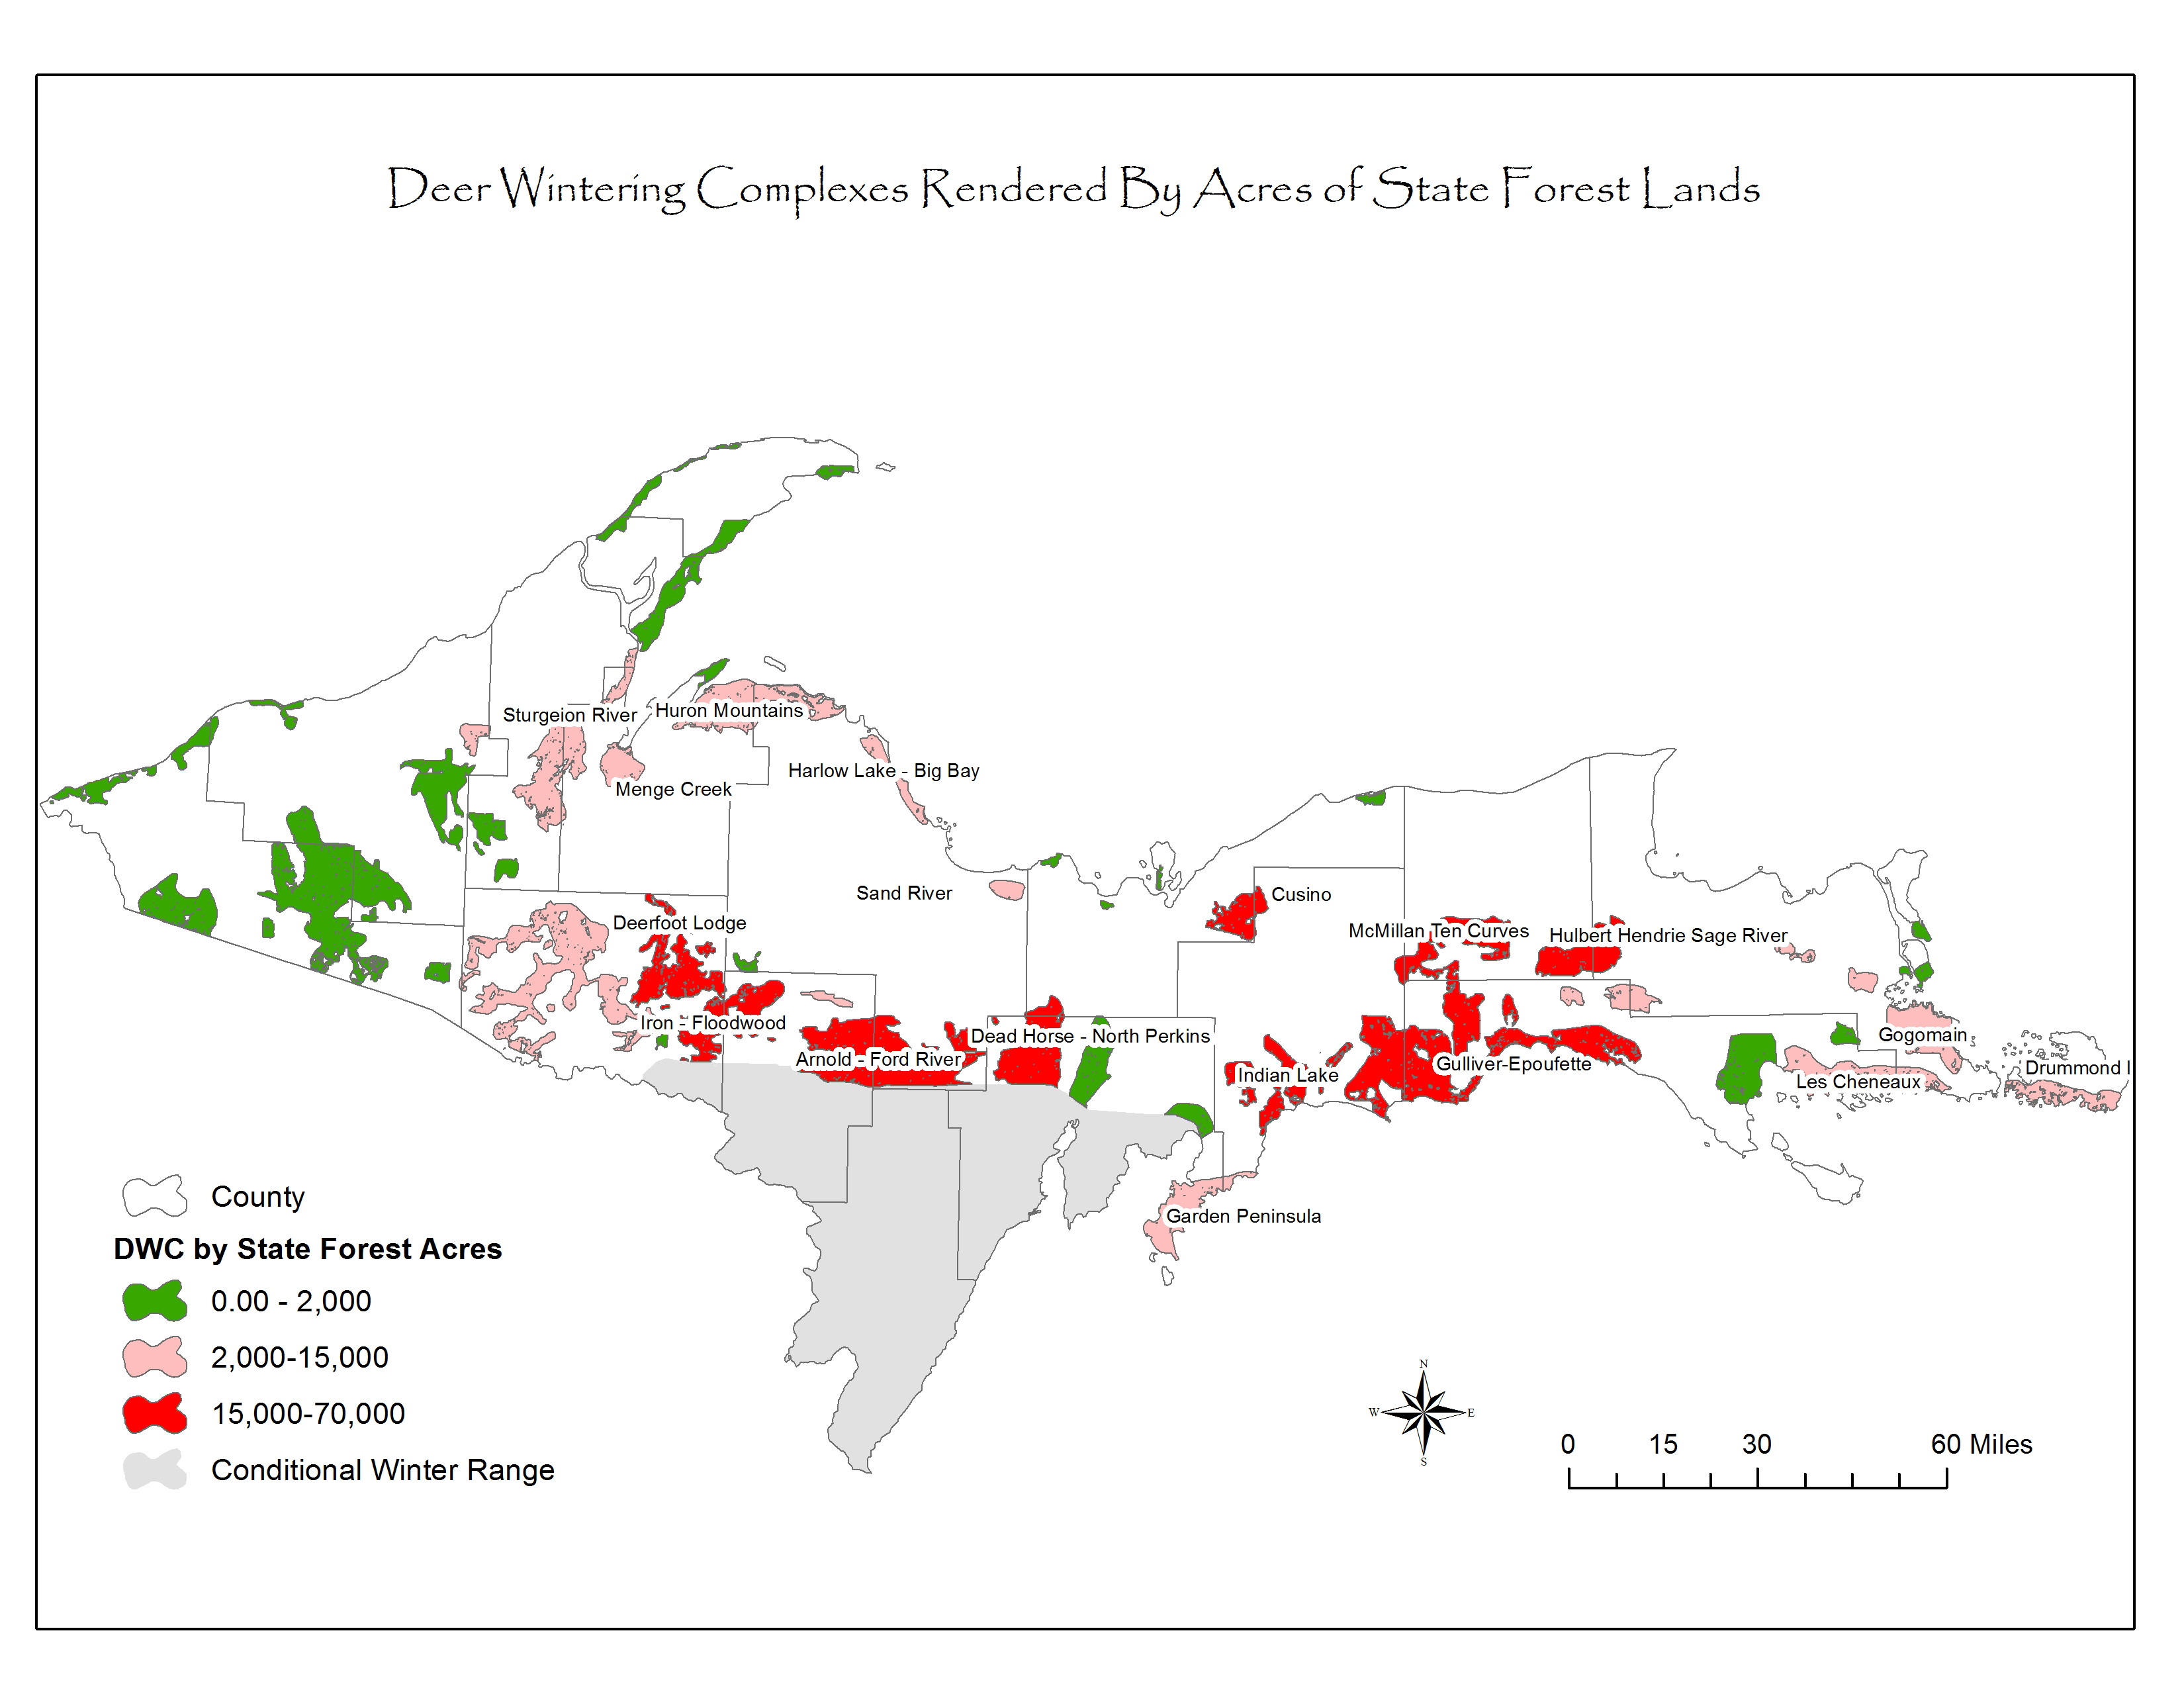 Deer Wintering Complexes Rendered By Acres of State Forest Lands
Sturgeion River
Huron Mountains
Menge Creek
Harlow Lake - Big Bay
Sand River
Cusino
Deerfoot Lodge
McMillan Ten Curves
Hulbert Hendrie Sage River
Iron - Floodwood
Dead Horse - North Perkins
Gogomain
Arnold - Ford River
Gulliver-Epoufette
Drummond I
Indian Lake
Les Cheneaux
Garden Peninsula
County
DWC by State Forest Acres
0.00 - 2,000
2,000-15,000
15,000-70,000
Conditional Winter Range
N
W E
S
0 15 30 60 Miles